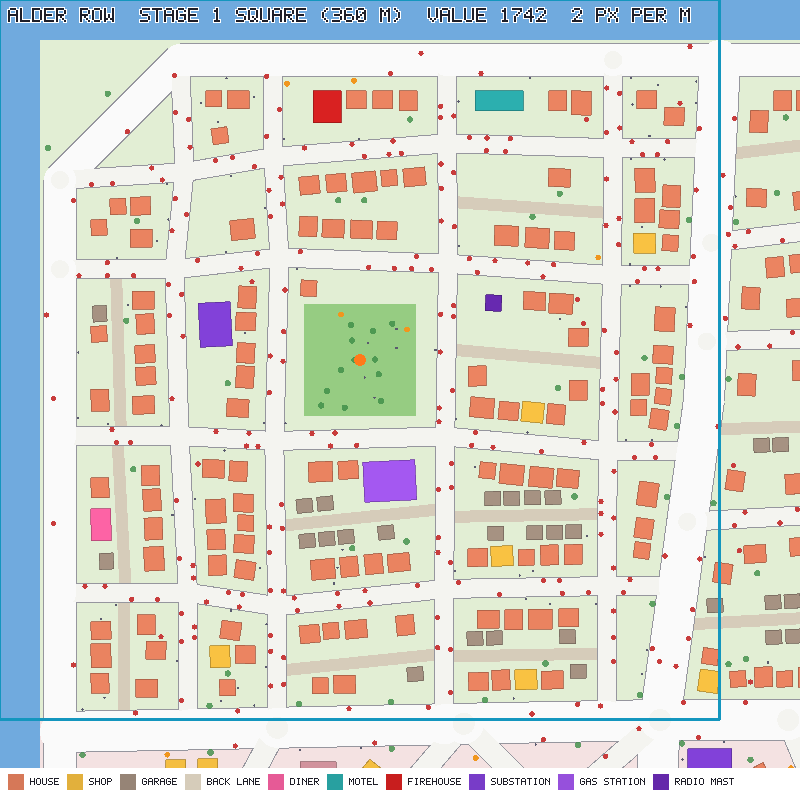 ALDER ROW  STAGE 1 SQUARE (360 M)  VALUE 1742  2 PX PER M
HOUSE  SHOP  GARAGE  BACK LANE  DINER  MOTEL  FIREHOUSE  SUBSTATION  GAS STATION  RADIO MAST